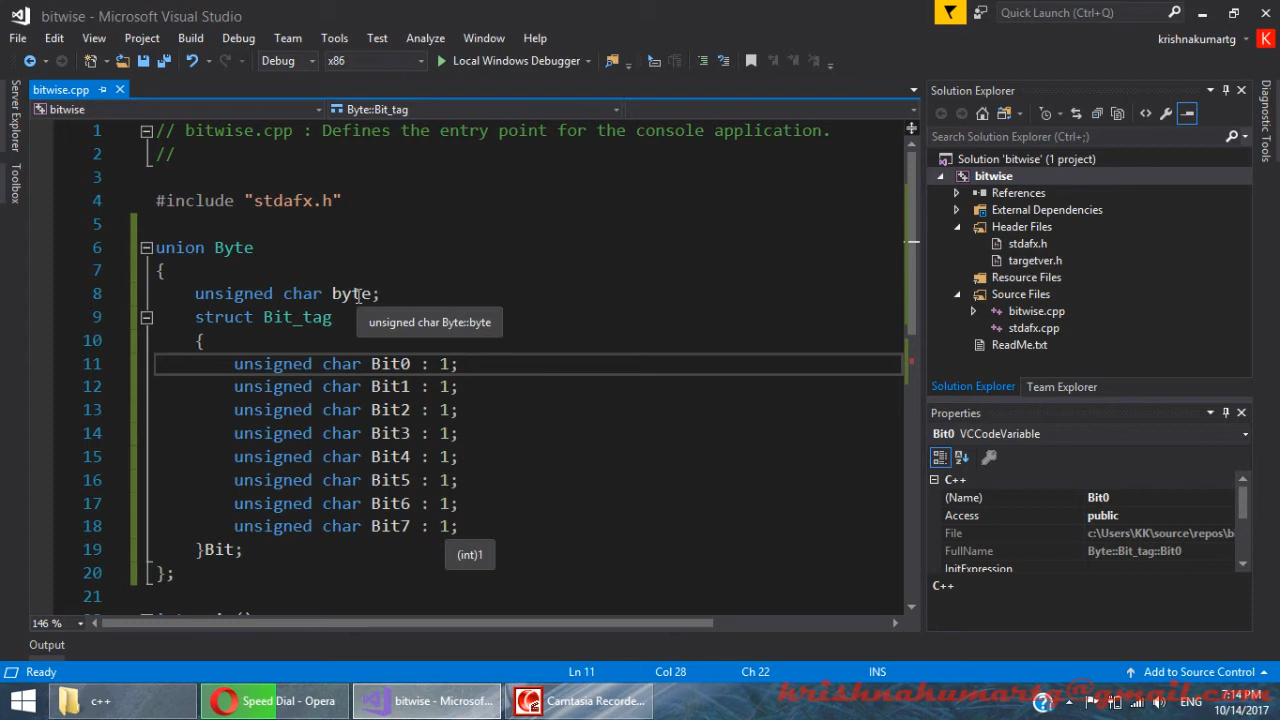 bitwise - Microsoft Visual Studio
Quick Launch (Ctrl+Q)
File Edit View Project Build Debug Team Tools Test Analyze Window Help
krishnakumartg K
Debug x86 Local Windows Debugger
bitwise.cpp
bitwise Byte::Bit_tag
Server Explorer
Toolbox
1 // bitwise.cpp : Defines the entry point for the console application.
2 //
3
4 #include "stdafx.h"
5
6 union Byte
7 {
8 unsigned char byte;
9 struct Bit_tag
unsigned char Byte::byte
10 {
11 unsigned char Bit0 : 1;
12 unsigned char Bit1 : 1;
13 unsigned char Bit2 : 1;
14 unsigned char Bit3 : 1;
15 unsigned char Bit4 : 1;
16 unsigned char Bit5 : 1;
17 unsigned char Bit6 : 1;
18 unsigned char Bit7 : 1;
19 }Bit;
(int)1
20 };
21
146 %
Output
Solution Explorer
Search Solution Explorer (Ctrl+;)
Solution 'bitwise' (1 project)
bitwise
References
External Dependencies
Header Files
stdafx.h
targetver.h
Resource Files
Source Files
bitwise.cpp
stdafx.cpp
ReadMe.txt
Solution Explorer Team Explorer
Properties
Bit0 VCCodeVariable
C++
(Name) Bit0
Access public
File c:\Users\KK\source\repos\b
FullName Byte::Bit_tag::Bit0
InitExpression
C++
Diagnostic Tools
Ready Ln 11 Col 28 Ch 22 INS Add to Source Control
c++ Speed Dial - Opera bitwise - Microsof... Camtasia Recorde...
ENG 7:14 PM
10/14/2017